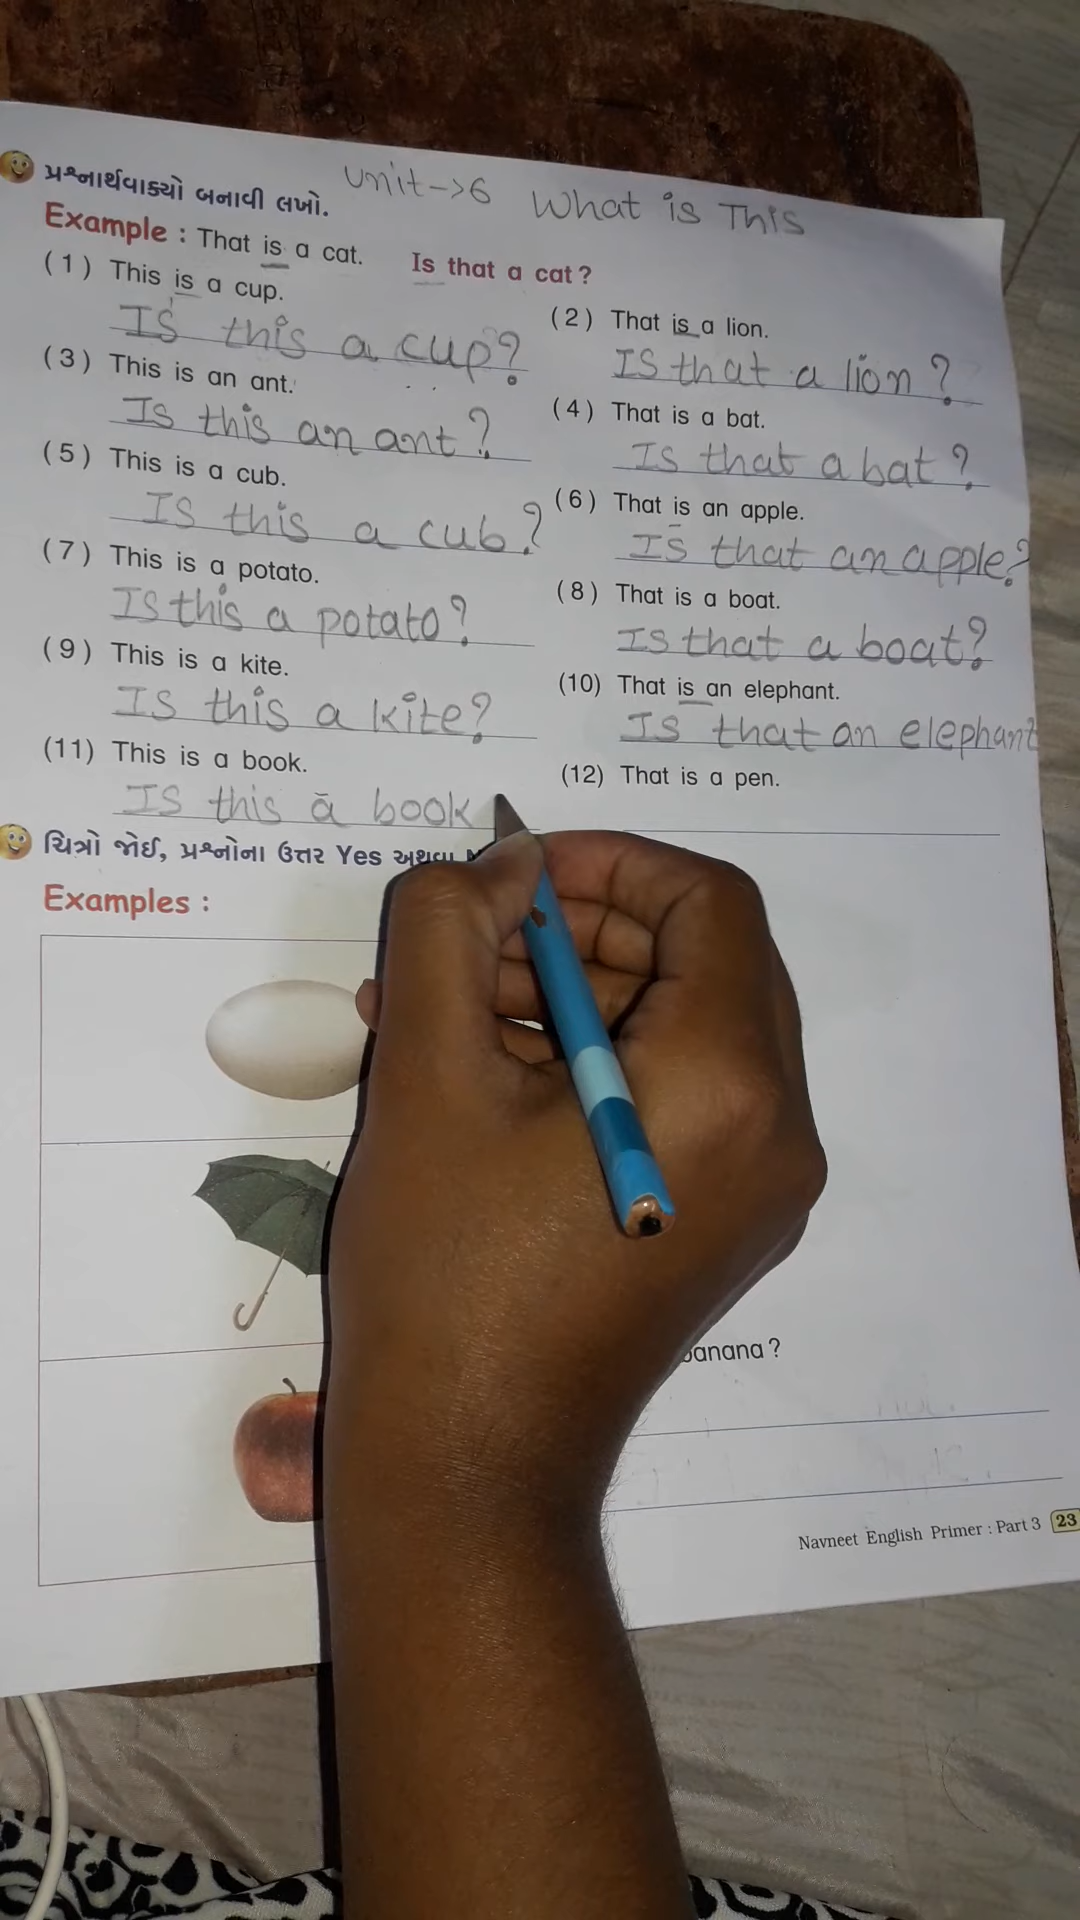 પ્રશ્નાર્થવાક્યો બનાવી લખો. Unit->6 What is This
Example : That is a cat. Is that a cat?
(1) This is a cup.
Is this a cup?
(2) That is a lion.
Is that a lion?
(3) This is an ant.
Is this an ant?
(4) That is a bat.
Is that a bat?
(5) This is a cub.
Is this a cub?
(6) That is an apple.
Is that an apple?
(7) This is a potato.
Is this a potato?
(8) That is a boat.
Is that a boat?
(9) This is a kite.
Is this a kite?
(10) That is an elephant.
Is that an elephant
(11) This is a book.
Is this a book
(12) That is a pen.
ચિત્રો જોઈ, પ્રશ્નોના ઉત્તર Yes અથવા
Examples :
banana?
Navneet English Primer : Part 3 23